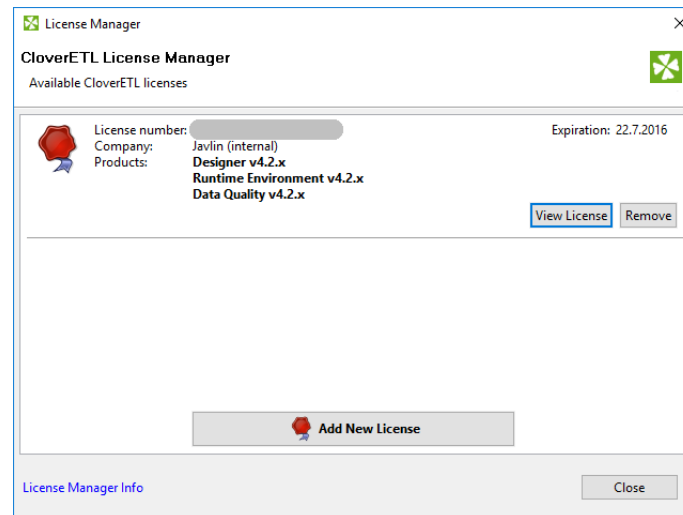 License Manager
CloverETL License Manager
Available CloverETL licenses
License number:
Expiration: 22.7.2016
Company: Javlin (internal)
Products: Designer v4.2.x
Runtime Environment v4.2.x
Data Quality v4.2.x
View License Remove
Add New License
License Manager Info
Close